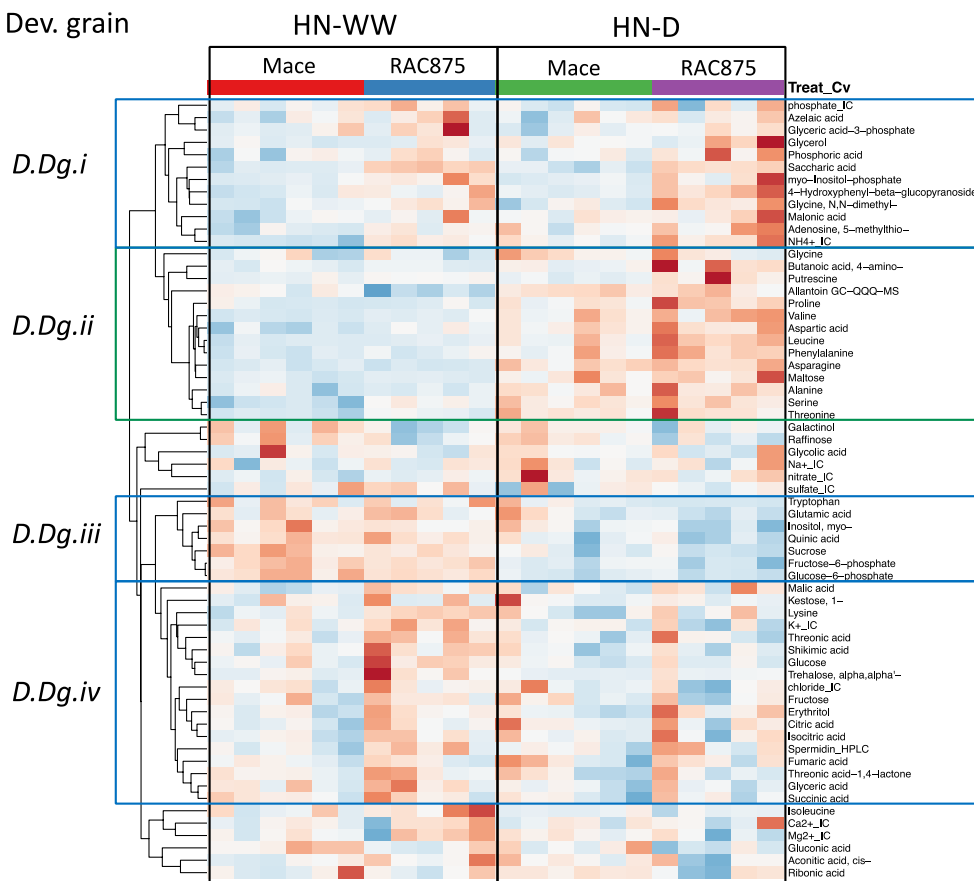 Dev. grain
HN-WW
HN-D
Mace
RAC875
Mace
RAC875
Treat_Cv
D.Dg.i
phosphate_IC
Azelaic acid
Glyceric acid-3-phosphate
Glycerol
Phosphoric acid
Saccharic acid
myo-Inositol-phosphate
4-Hydroxyphenyl-beta-glucopyranoside
Glycine, N,N-dimethyl-
Malonic acid
Adenosine, 5-methylthio-
NH4+_IC
D.Dg.ii
Glycine
Butanoic acid, 4-amino-
Putrescine
Allantoin GC-QQQ-MS
Proline
Valine
Aspartic acid
Leucine
Phenylalanine
Asparagine
Maltose
Alanine
Serine
Threonine
Galactinol
Raffinose
Glycolic acid
Na+_IC
nitrate_IC
sulfate_IC
D.Dg.iii
Tryptophan
Glutamic acid
Inositol, myo-
Quinic acid
Sucrose
Fructose-6-phosphate
Glucose-6-phosphate
D.Dg.iv
Malic acid
Kestose, 1-
Lysine
K+_IC
Threonic acid
Shikimic acid
Glucose
Trehalose, alpha,alpha'-
chloride_IC
Fructose
Erythritol
Citric acid
Isocitric acid
Spermidin_HPLC
Fumaric acid
Threonic acid-1,4-lactone
Glyceric acid
Succinic acid
Isoleucine
Ca2+_IC
Mg2+_IC
Gluconic acid
Aconitic acid, cis-
Ribonic acid